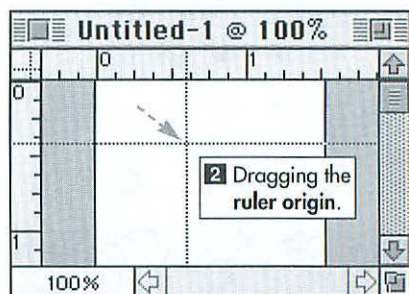 Untitled-1 @ 100%
0 1
0
2 Dragging the
ruler origin.
1
100%